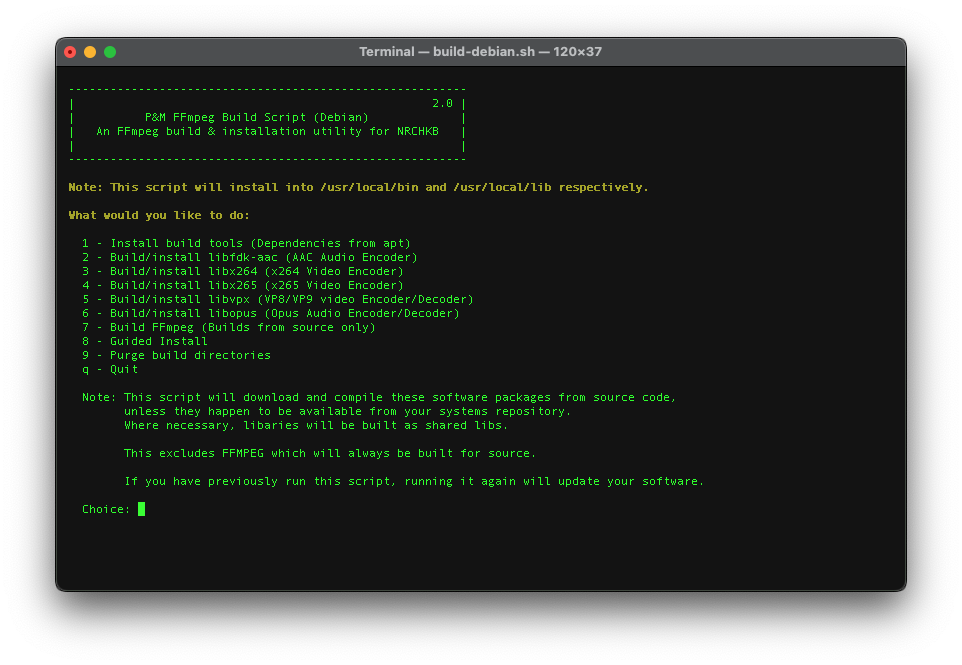 Terminal — build-debian.sh — 120×37
-------------------------------------------------------
| 2.0 |
| P&M FFmpeg Build Script (Debian) |
| An FFmpeg build & installation utility for NRCHKB |
| |
-------------------------------------------------------
Note: This script will install into /usr/local/bin and /usr/local/lib respectively.
What would you like to do:
1 - Install build tools (Dependencies from apt)
2 - Build/install libfdk-aac (AAC Audio Encoder)
3 - Build/install libx264 (x264 Video Encoder)
4 - Build/install libx265 (x265 Video Encoder)
5 - Build/install libvpx (VP8/VP9 video Encoder/Decoder)
6 - Build/install libopus (Opus Audio Encoder/Decoder)
7 - Build FFmpeg (Builds from source only)
8 - Guided Install
9 - Purge build directories
q - Quit
Note: This script will download and compile these software packages from source code,
unless they happen to be available from your systems repository.
Where necessary, libaries will be built as shared libs.
This excludes FFMPEG which will always be built for source.
If you have previously run this script, running it again will update your software.
Choice: